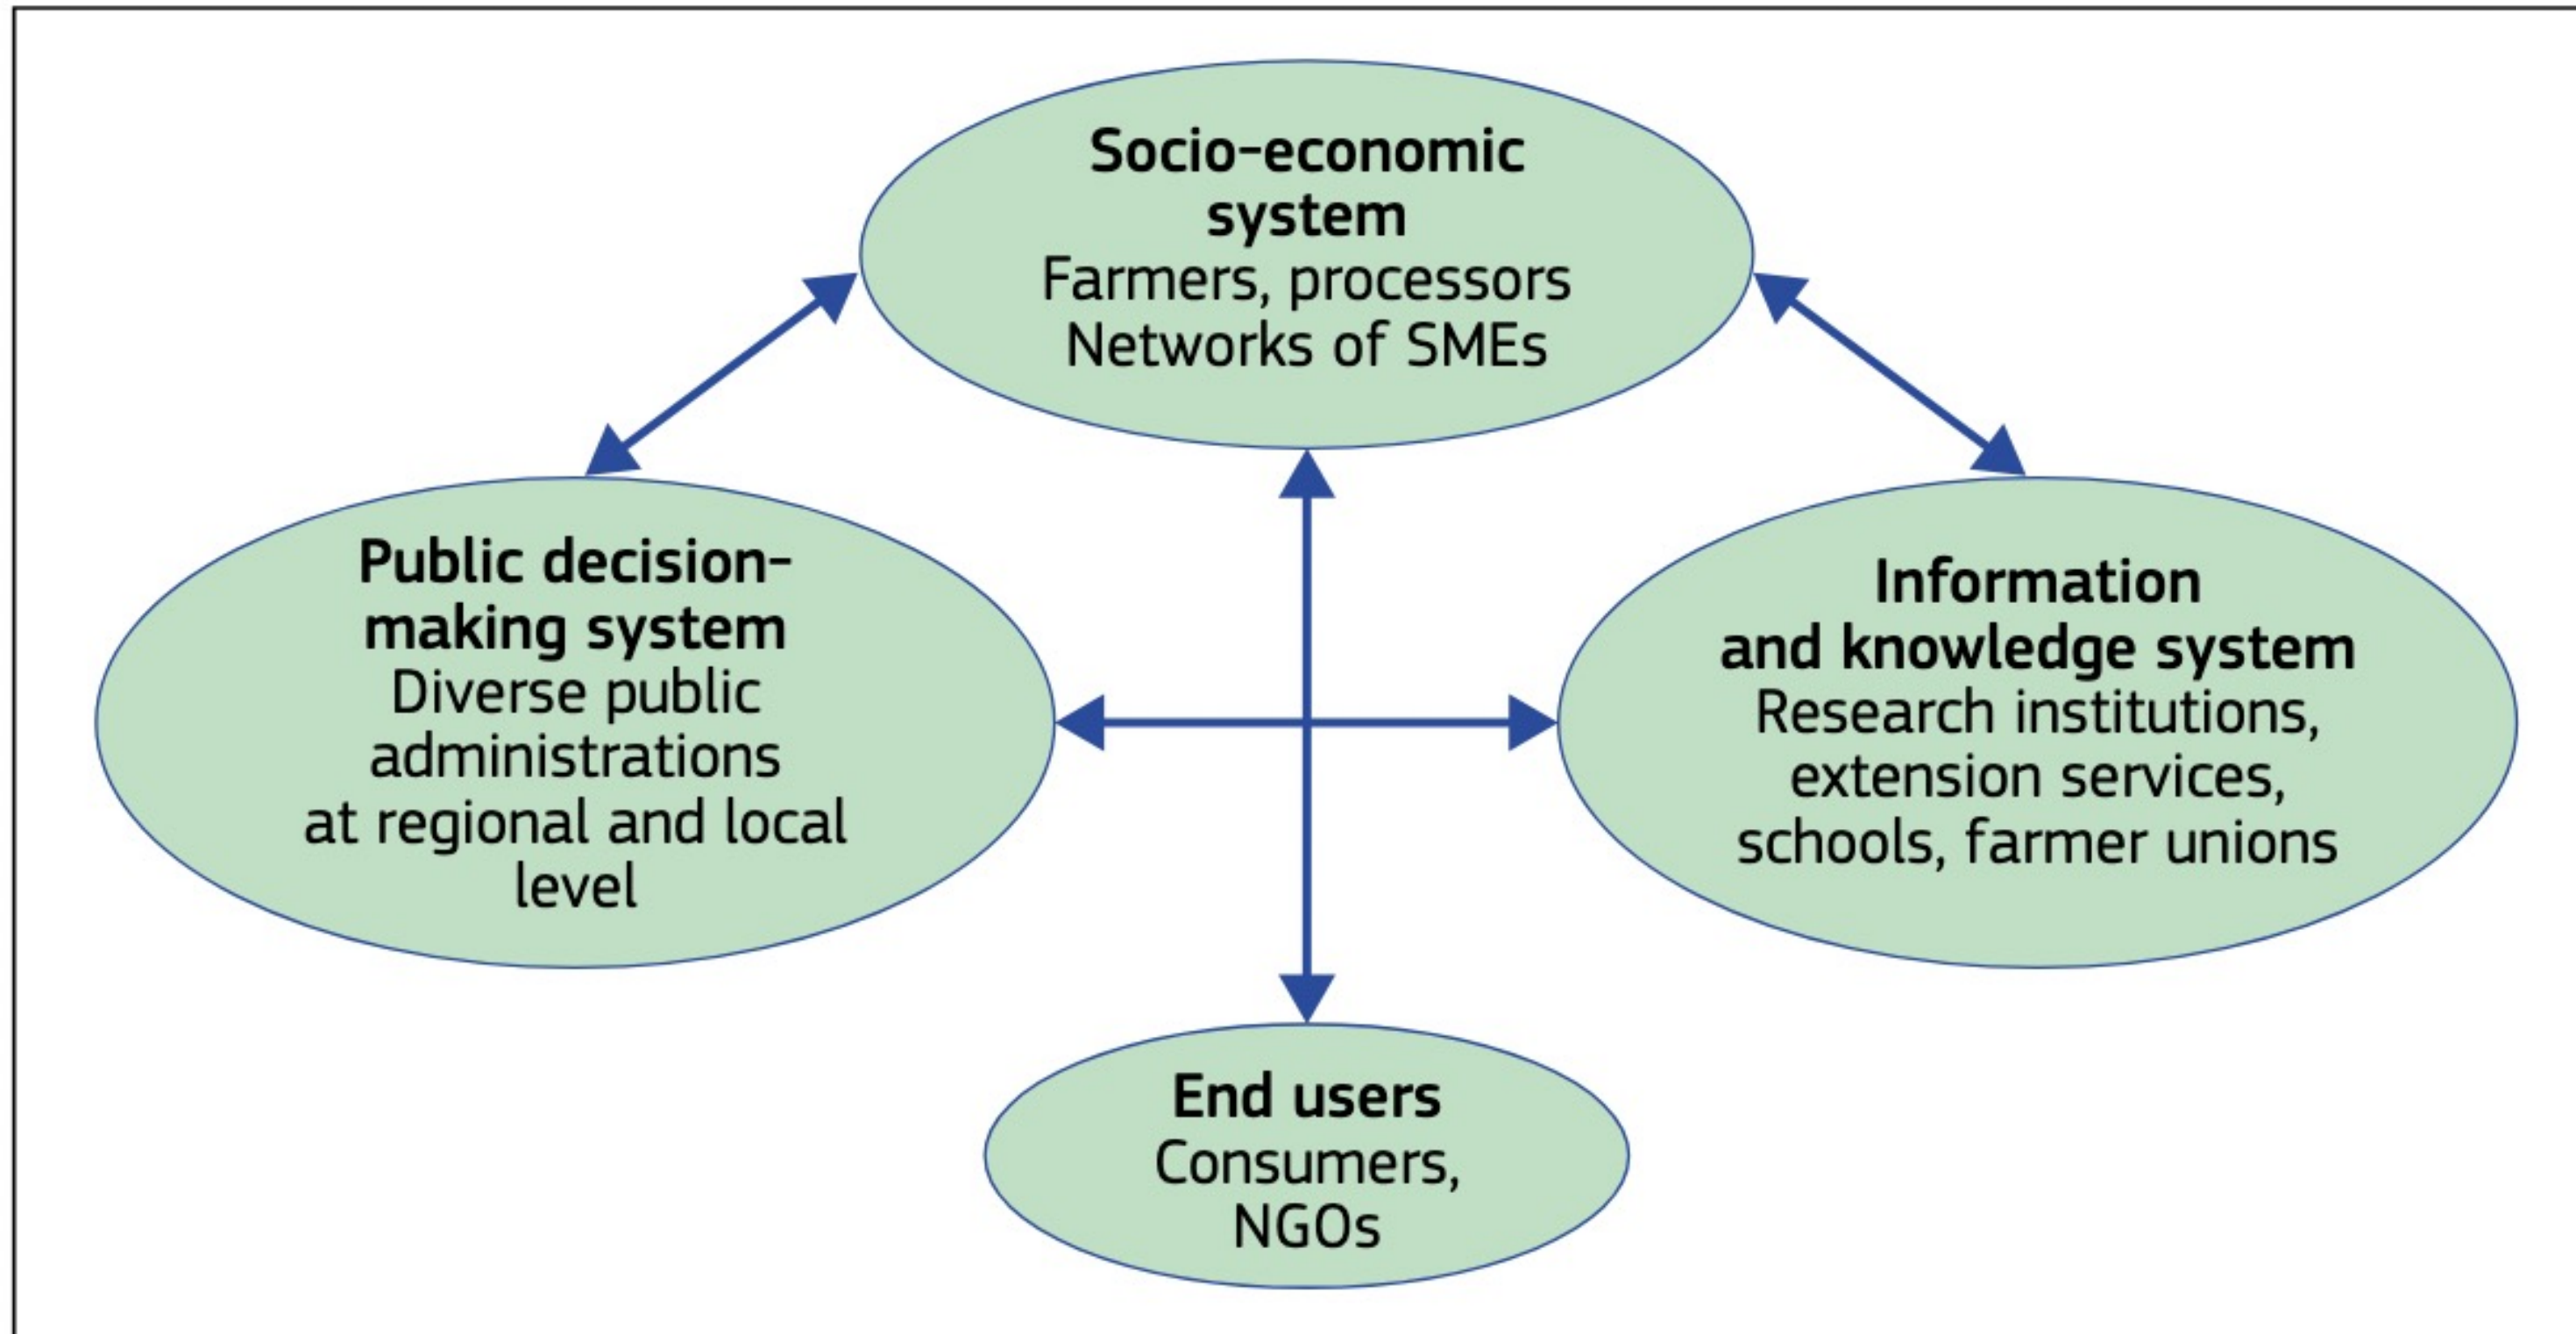 Socio-economic
system
Farmers, processors
Networks of SMEs
Public decision-
making system
Diverse public
administrations
at regional and local
level
Information
and knowledge system
Research institutions,
extension services,
schools, farmer unions
End users
Consumers,
NGOs